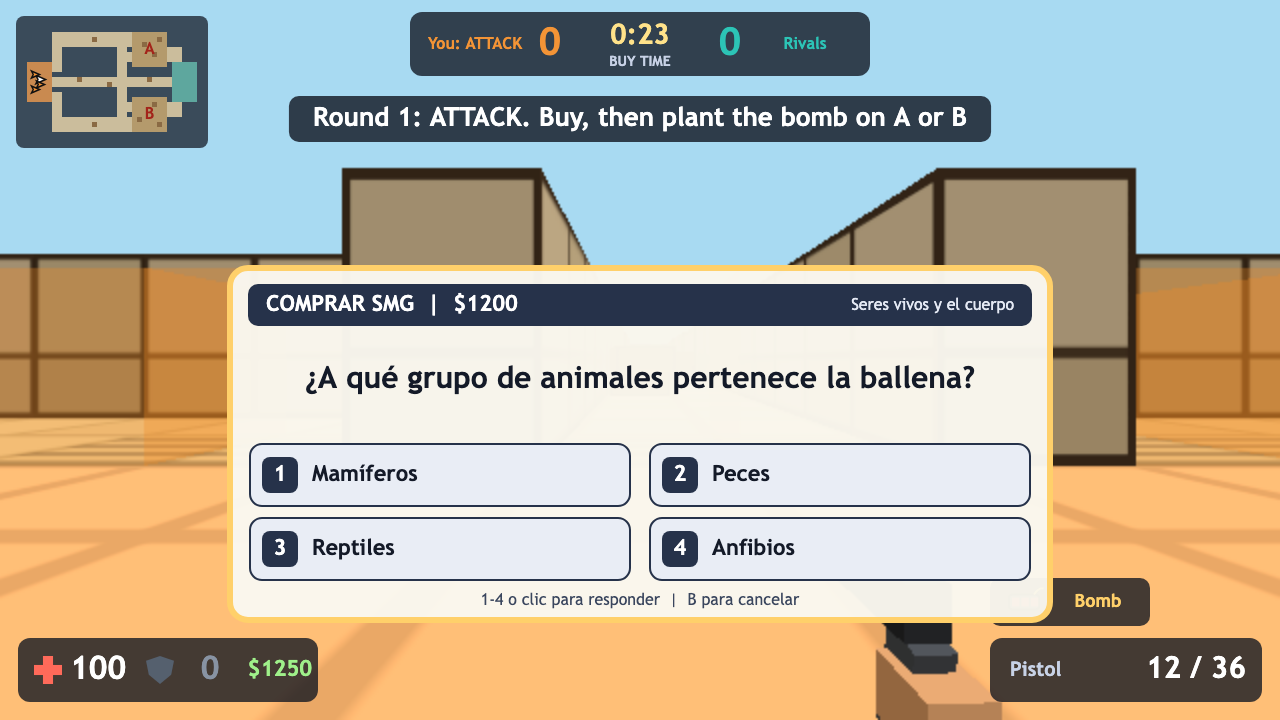 A
B
You: ATTACK 0 0:23 0 Rivals
BUY TIME
Round 1: ATTACK. Buy, then plant the bomb on A or B
COMPRAR SMG | $1200 Seres vivos y el cuerpo
¿A qué grupo de animales pertenece la ballena?
1 Mamíferos 2 Peces
3 Reptiles 4 Anfibios
1-4 o clic para responder | B para cancelar
Bomb
100 0 $1250 Pistol 12 / 36